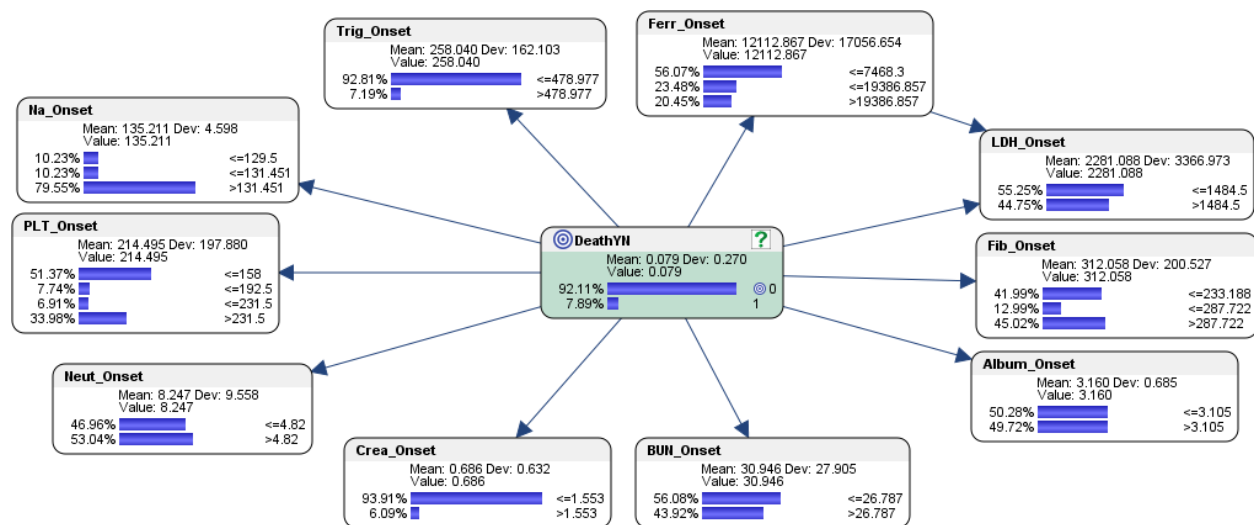 Trig_Onset
Mean: 258.040 Dev: 162.103
Value: 258.040
92.81% <=478.977
7.19% >478.977
Ferr_Onset
Mean: 12112.867 Dev: 17056.654
Value: 12112.867
56.07% <=7468.3
23.48% <=19386.857
20.45% >19386.857
Na_Onset
Mean: 135.211 Dev: 4.598
Value: 135.211
10.23% <=129.5
10.23% <=131.451
79.55% >131.451
LDH_Onset
Mean: 2281.088 Dev: 3366.973
Value: 2281.088
55.25% <=1484.5
44.75% >1484.5
PLT_Onset
Mean: 214.495 Dev: 197.880
Value: 214.495
51.37% <=158
7.74% <=192.5
6.91% <=231.5
33.98% >231.5
DeathYN ?
Mean: 0.079 Dev: 0.270
Value: 0.079
92.11% 0
7.89% 1
Fib_Onset
Mean: 312.058 Dev: 200.527
Value: 312.058
41.99% <=233.188
12.99% <=287.722
45.02% >287.722
Neut_Onset
Mean: 8.247 Dev: 9.558
Value: 8.247
46.96% <=4.82
53.04% >4.82
Album_Onset
Mean: 3.160 Dev: 0.685
Value: 3.160
50.28% <=3.105
49.72% >3.105
Crea_Onset
Mean: 0.686 Dev: 0.632
Value: 0.686
93.91% <=1.553
6.09% >1.553
BUN_Onset
Mean: 30.946 Dev: 27.905
Value: 30.946
56.08% <=26.787
43.92% >26.787